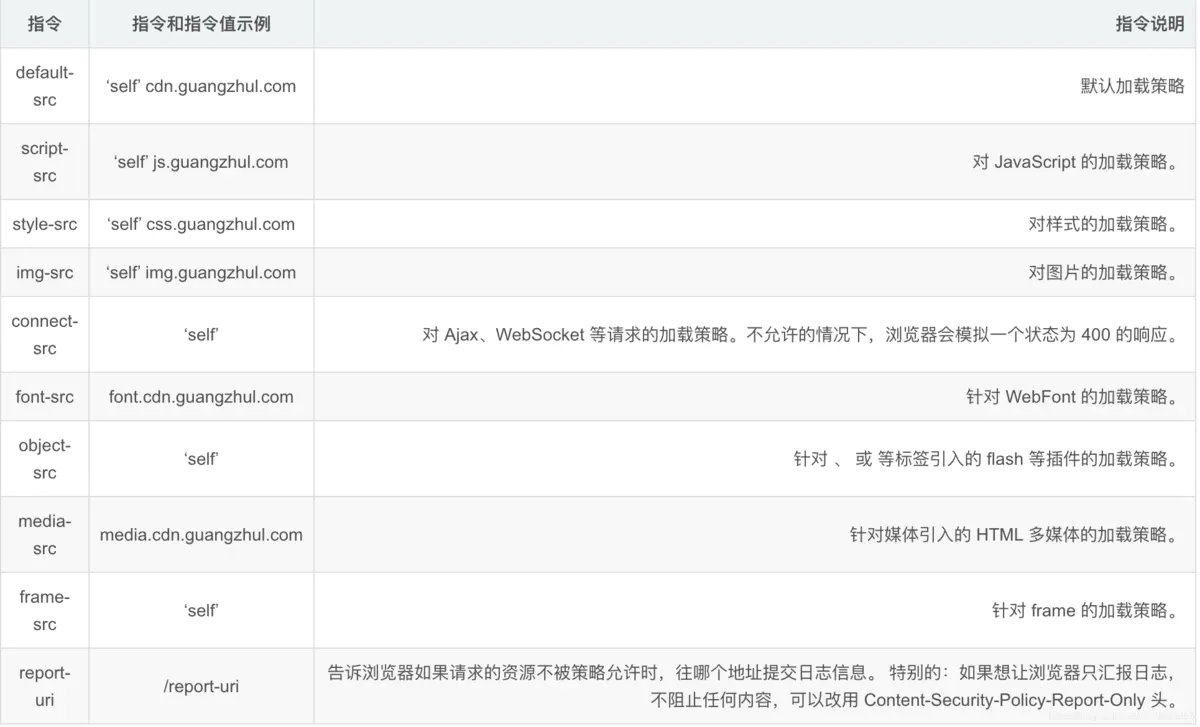 指令 指令和指令值示例 指令说明
default-
src
‘self’ cdn.guangzhul.com 默认加载策略
script-
src
‘self’ js.guangzhul.com 对 JavaScript 的加载策略。
style-src ‘self’ css.guangzhul.com 对样式的加载策略。
img-src ‘self’ img.guangzhul.com 对图片的加载策略。
connect-
src
‘self’ 对 Ajax、WebSocket 等请求的加载策略。不允许的情况下，浏览器会模拟一个状态为 400 的响应。
font-src font.cdn.guangzhul.com 针对 WebFont 的加载策略。
object-
src
‘self’ 针对 、 或 等标签引入的 flash 等插件的加载策略。
media-
src
media.cdn.guangzhul.com 针对媒体引入的 HTML 多媒体的加载策略。
frame-
src
‘self’ 针对 frame 的加载策略。
report-
uri
/report-uri 告诉浏览器如果请求的资源不被策略允许时，往哪个地址提交日志信息。 特别的：如果想让浏览器只汇报日志，
不阻止任何内容，可以改用 Content-Security-Policy-Report-Only 头。